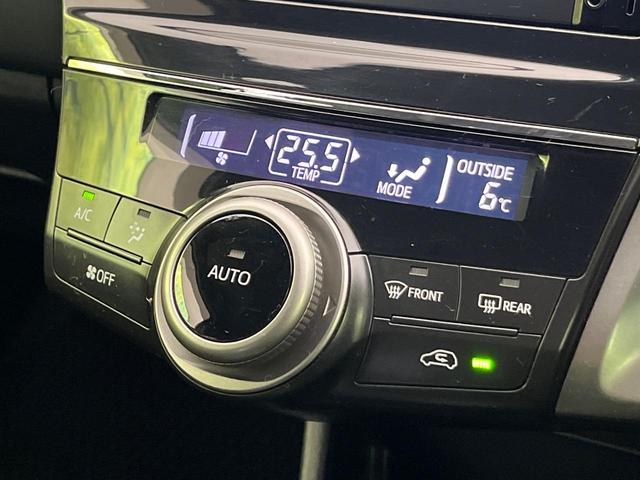 25.5
TEMP
MODE
OUTSIDE
6℃
A/C
OFF
AUTO
FRONT
REAR